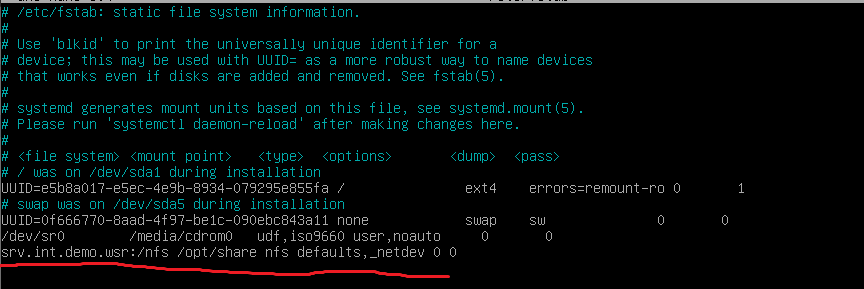 # /etc/fstab: static file system information.
#
# Use 'blkid' to print the universally unique identifier for a
# device; this may be used with UUID= as a more robust way to name devices
# that works even if disks are added and removed. See fstab(5).
#
# systemd generates mount units based on this file, see systemd.mount(5).
# Please run 'systemctl daemon-reload' after making changes here.
#
# <file system> <mount point>   <type>  <options>       <dump>  <pass>
# / was on /dev/sda1 during installation
UUID=e5b8a017-e5ec-4e9b-8934-079295e855fa /               ext4    errors=remount-ro 0       1
# swap was on /dev/sda5 during installation
UUID=0f666770-8aad-4f97-be1c-090ebc843a11 none            swap    sw              0       0
/dev/sr0        /media/cdrom0   udf,iso9660 user,noauto     0       0
srv.int.demo.wsr:/nfs /opt/share nfs defaults,_netdev 0 0